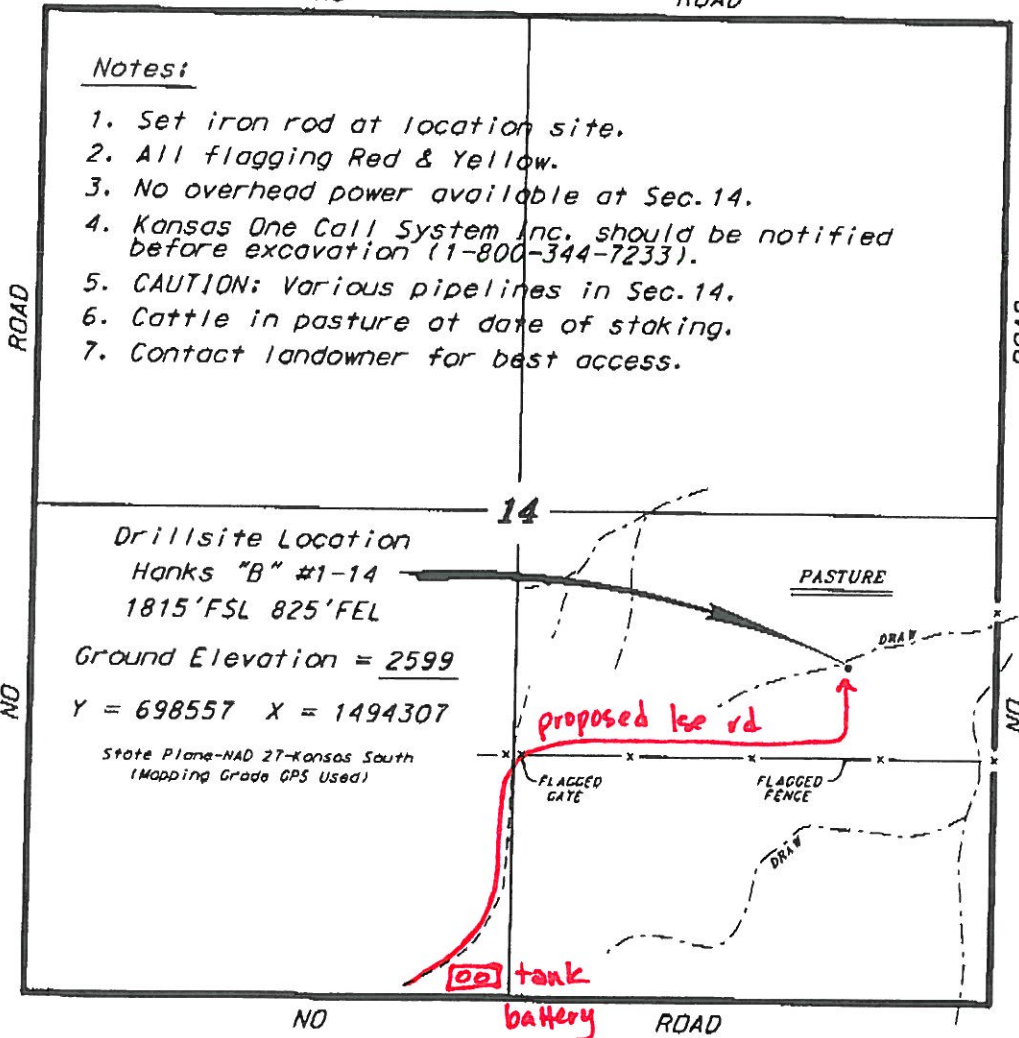 NO ROAD
Notes:
1. Set iron rod at location site.
2. All flagging Red & Yellow.
3. No overhead power available at Sec. 14.
4. Kansas One Call System Inc. should be notified
before excavation (1-800-344-7233).
5. CAUTION: Various pipelines in Sec. 14.
6. Cattle in pasture at date of staking.
7. Contact landowner for best access.
ROAD
ROAD
14
Drillsite Location
Hanks "B" #1-14
1815'FSL 825'FEL
PASTURE
DRAW
Ground Elevation = 2599
NO
NO
Y = 698557 X = 1494307
proposed lse rd
State Plane-NAD 27-Kansas South
(Mapping Grade GPS Used)
FLAGGED
GATE
FLAGGED
FENCE
DRAW
tank
battery
NO ROAD